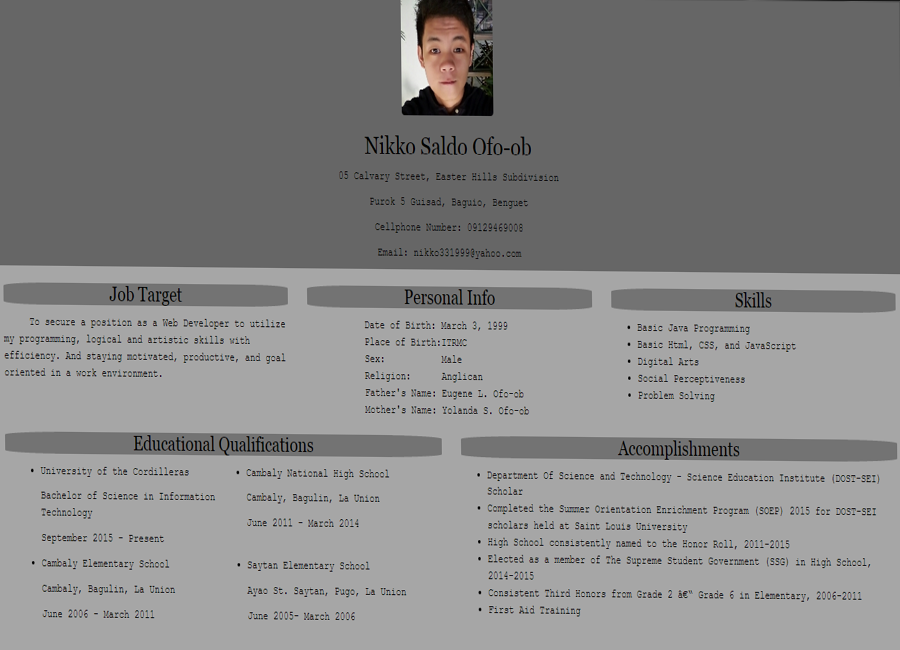 Nikko Saldo Ofo-ob
05 Calvary Street, Easter Hills Subdivision
Purok 5 Guisad, Baguio, Benguet
Cellphone Number: 09129469008
Email: nikko331999@yahoo.com
Job Target
To secure a position as a Web Developer to utilize
my programming, logical and artistic skills with
efficiency. And staying motivated, productive, and goal
oriented in a work environment.
Personal Info
Date of Birth: March 3, 1999
Place of Birth:ITRMC
Sex: Male
Religion: Anglican
Father's Name: Eugene L. Ofo-ob
Mother's Name: Yolanda S. Ofo-ob
Skills
• Basic Java Programming
• Basic Html, CSS, and JavaScript
• Digital Arts
• Social Perceptiveness
• Problem Solving
Educational Qualifications
• University of the Cordilleras
Bachelor of Science in Information
Technology
September 2015 - Present
• Cambaly Elementary School
Cambaly, Bagulin, La Union
June 2006 - March 2011
• Cambaly National High School
Cambaly, Bagulin, La Union
June 2011 - March 2014
• Saytan Elementary School
Ayao St. Saytan, Pugo, La Union
June 2005- March 2006
Accomplishments
• Department Of Science and Technology - Science Education Institute (DOST-SEI)
Scholar
• Completed the Summer Orientation Enrichment Program (SOEP) 2015 for DOST-SEI
scholars held at Saint Louis University
• High School consistently named to the Honor Roll, 2011-2015
• Elected as a member of The Supreme Student Government (SSG) in High School,
2014-2015
• Consistent Third Honors from Grade 2 â€“ Grade 6 in Elementary, 2006-2011
• First Aid Training